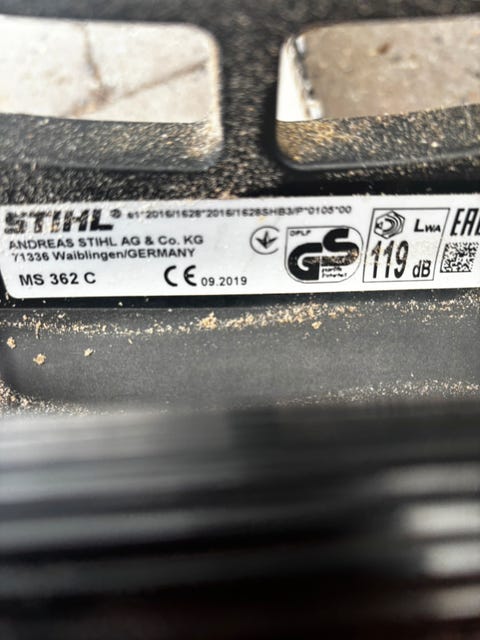 STIHL® e1*2016/1628*2016/1628SHB3/P*0105*00
ANDREAS STIHL AG & Co. KG
71336 Waiblingen/GERMANY
MS 362 C CE 09.2019
DPLF
GS
LWA
119 dB
EAC